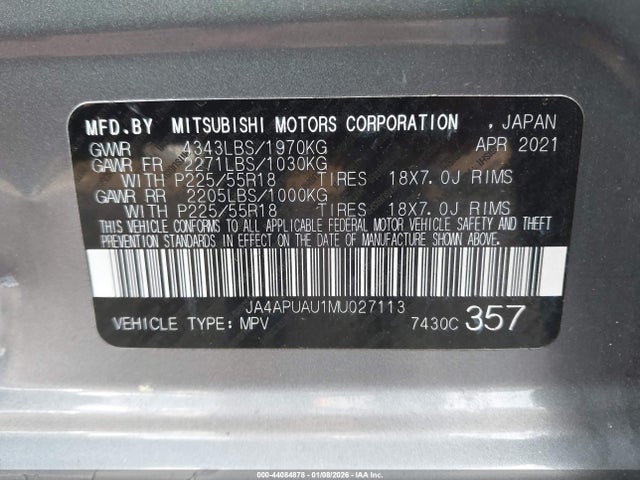 MFD.BY MITSUBISHI MOTORS CORPORATION , JAPAN
GVWR 4343LBS/1970KG APR 2021
GAWR FR 2271LBS/1030KG
WITH P225/55R18 TIRES 18X7.0J RIMS
GAWR RR 2205LBS/1000KG
WITH P225/55R18 TIRES 18X7.0J RIMS
THIS VEHICLE CONFORMS TO ALL APPLICABLE FEDERAL MOTOR VEHICLE SAFETY AND THEFT
PREVENTION STANDARDS IN EFFECT ON THE DATE OF MANUFACTURE SHOWN ABOVE.
JA4APUAU1MU027113
VEHICLE TYPE: MPV 7430C 357
000-44084878 - 01/08/2026 - IAA, Inc.